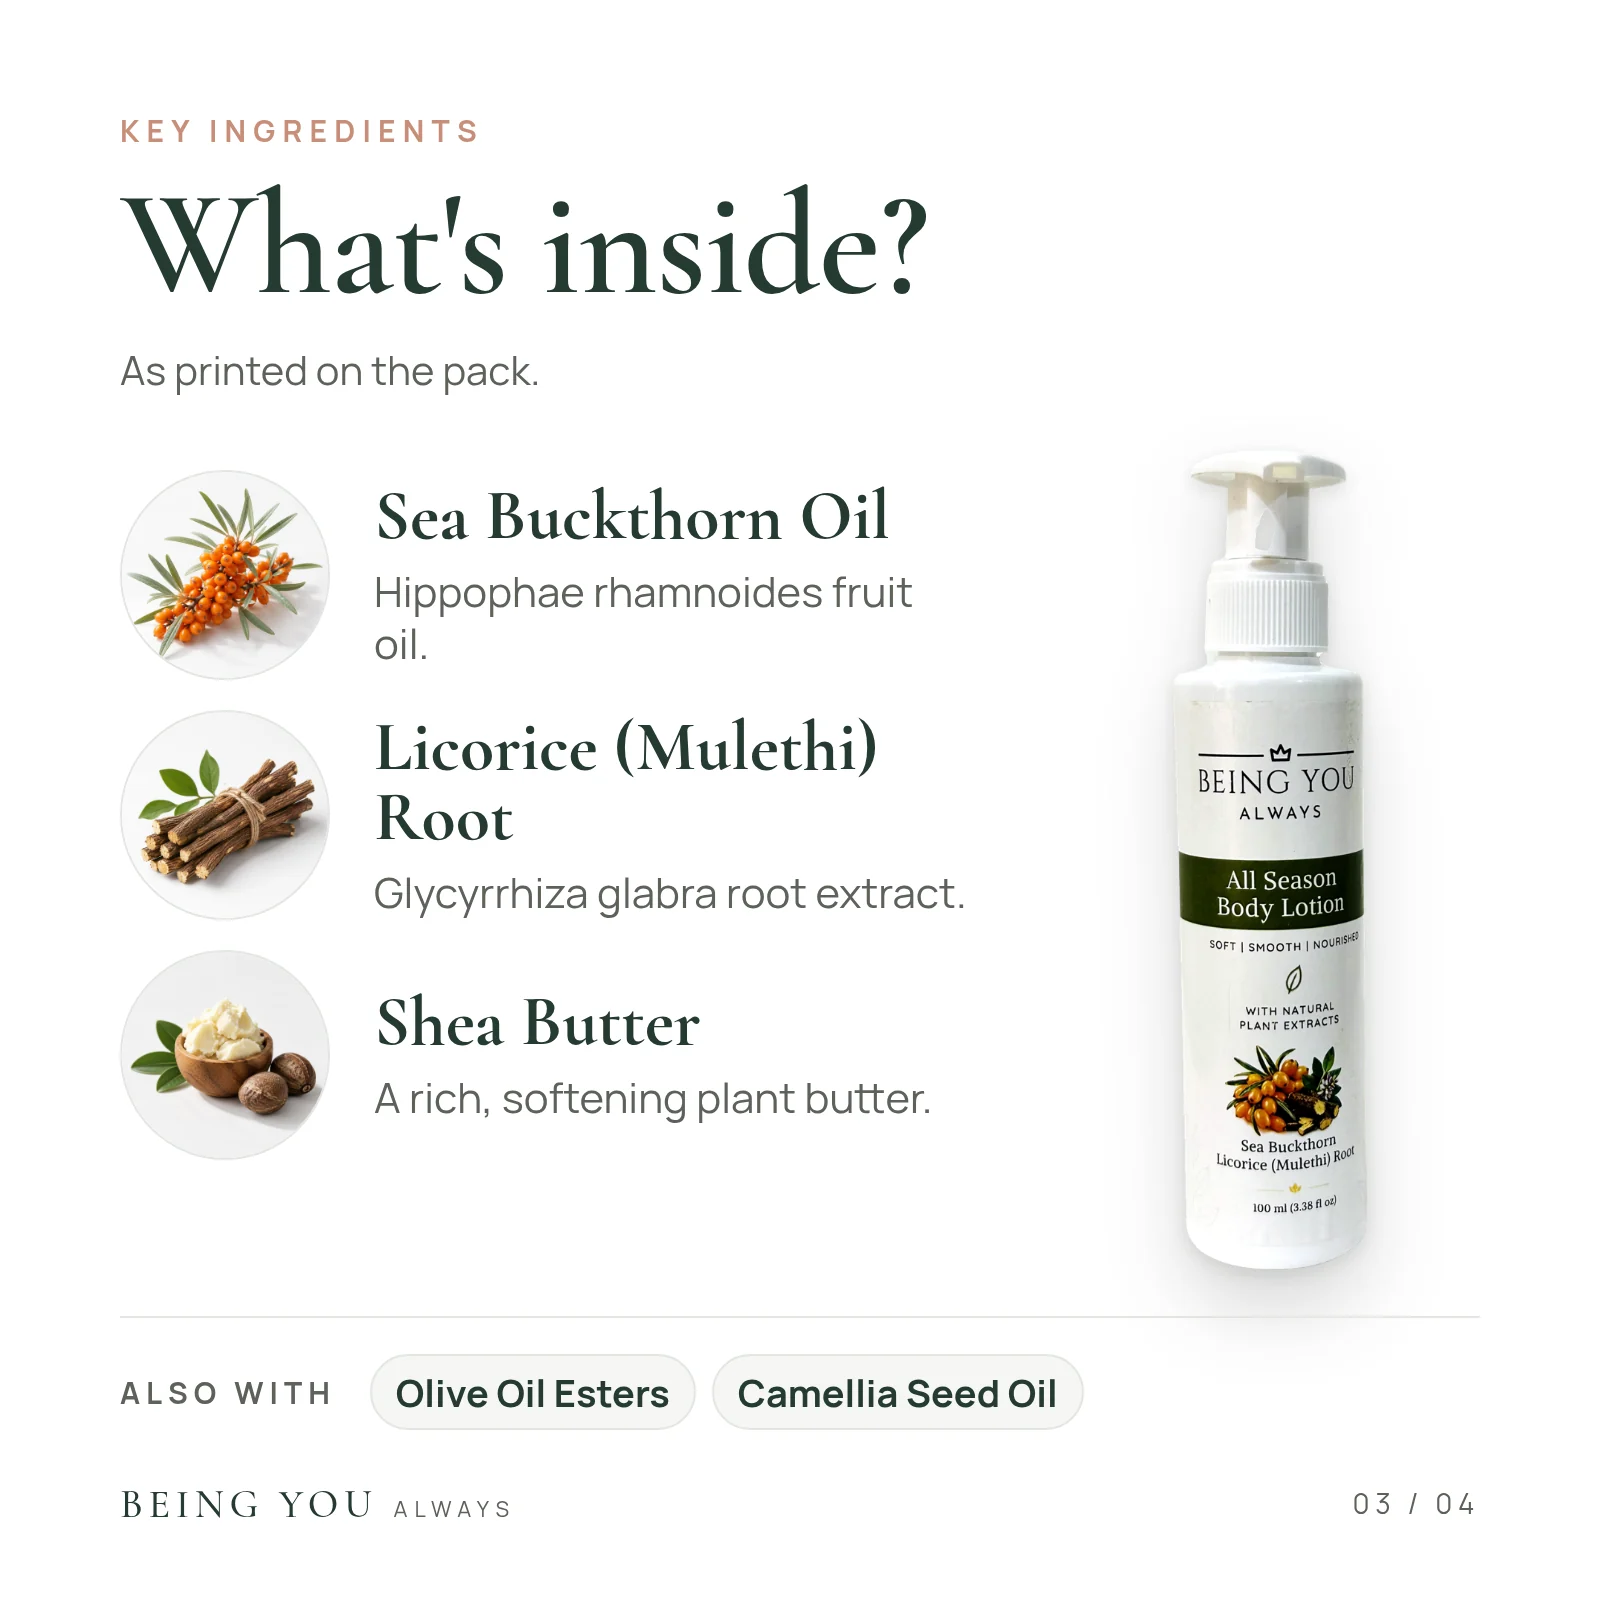 KEY INGREDIENTS
What's inside?
As printed on the pack.
Sea Buckthorn Oil
Hippophae rhamnoides fruit
oil.
Licorice (Mulethi)
Root
Glycyrrhiza glabra root extract.
Shea Butter
A rich, softening plant butter.
BEING YOU
ALWAYS
All Season
Body Lotion
SOFT | SMOOTH | NOURISHED
WITH NATURAL
PLANT EXTRACTS
Sea Buckthorn
Licorice (Mulethi) Root
100 ml (3.38 fl oz)
ALSO WITH Olive Oil Esters Camellia Seed Oil
BEING YOU ALWAYS
03 / 04